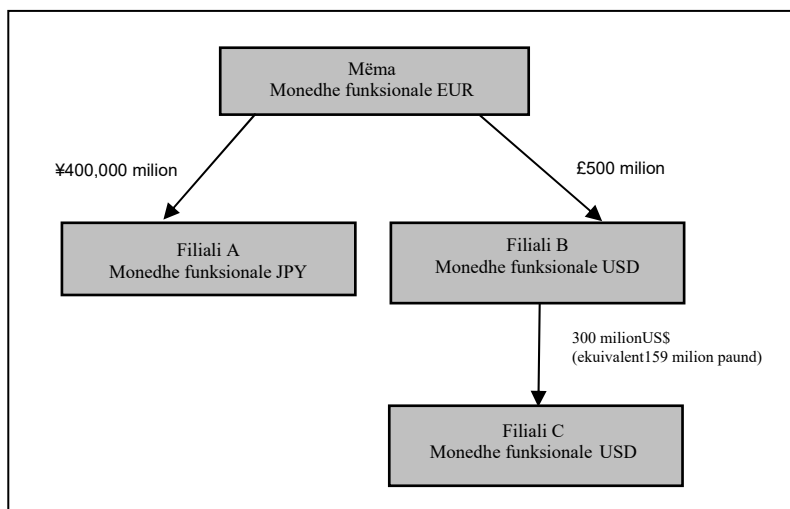 Mëma
Monedhe funksionale EUR
¥400,000 milion
£500 milion
Filiali A
Monedhe funksionale JPY
Filiali B
Monedhe funksionale USD
300 milionUS$
(ekuivalent159 milion paund)
Filiali C
Monedhe funksionale USD